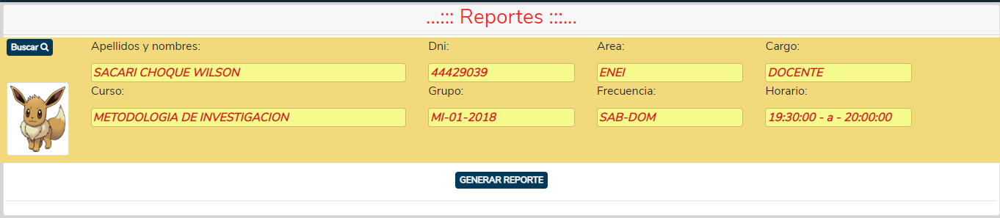 ...::: Reportes :::...
Buscar
Apellidos y nombres: Dni: Area: Cargo:
SACARI CHOQUE WILSON 44429039 ENEI DOCENTE
Curso: Grupo: Frecuencia: Horario:
METODOLOGIA DE INVESTIGACION MI-01-2018 SAB-DOM 19:30:00 - a - 20:00:00
GENERAR REPORTE